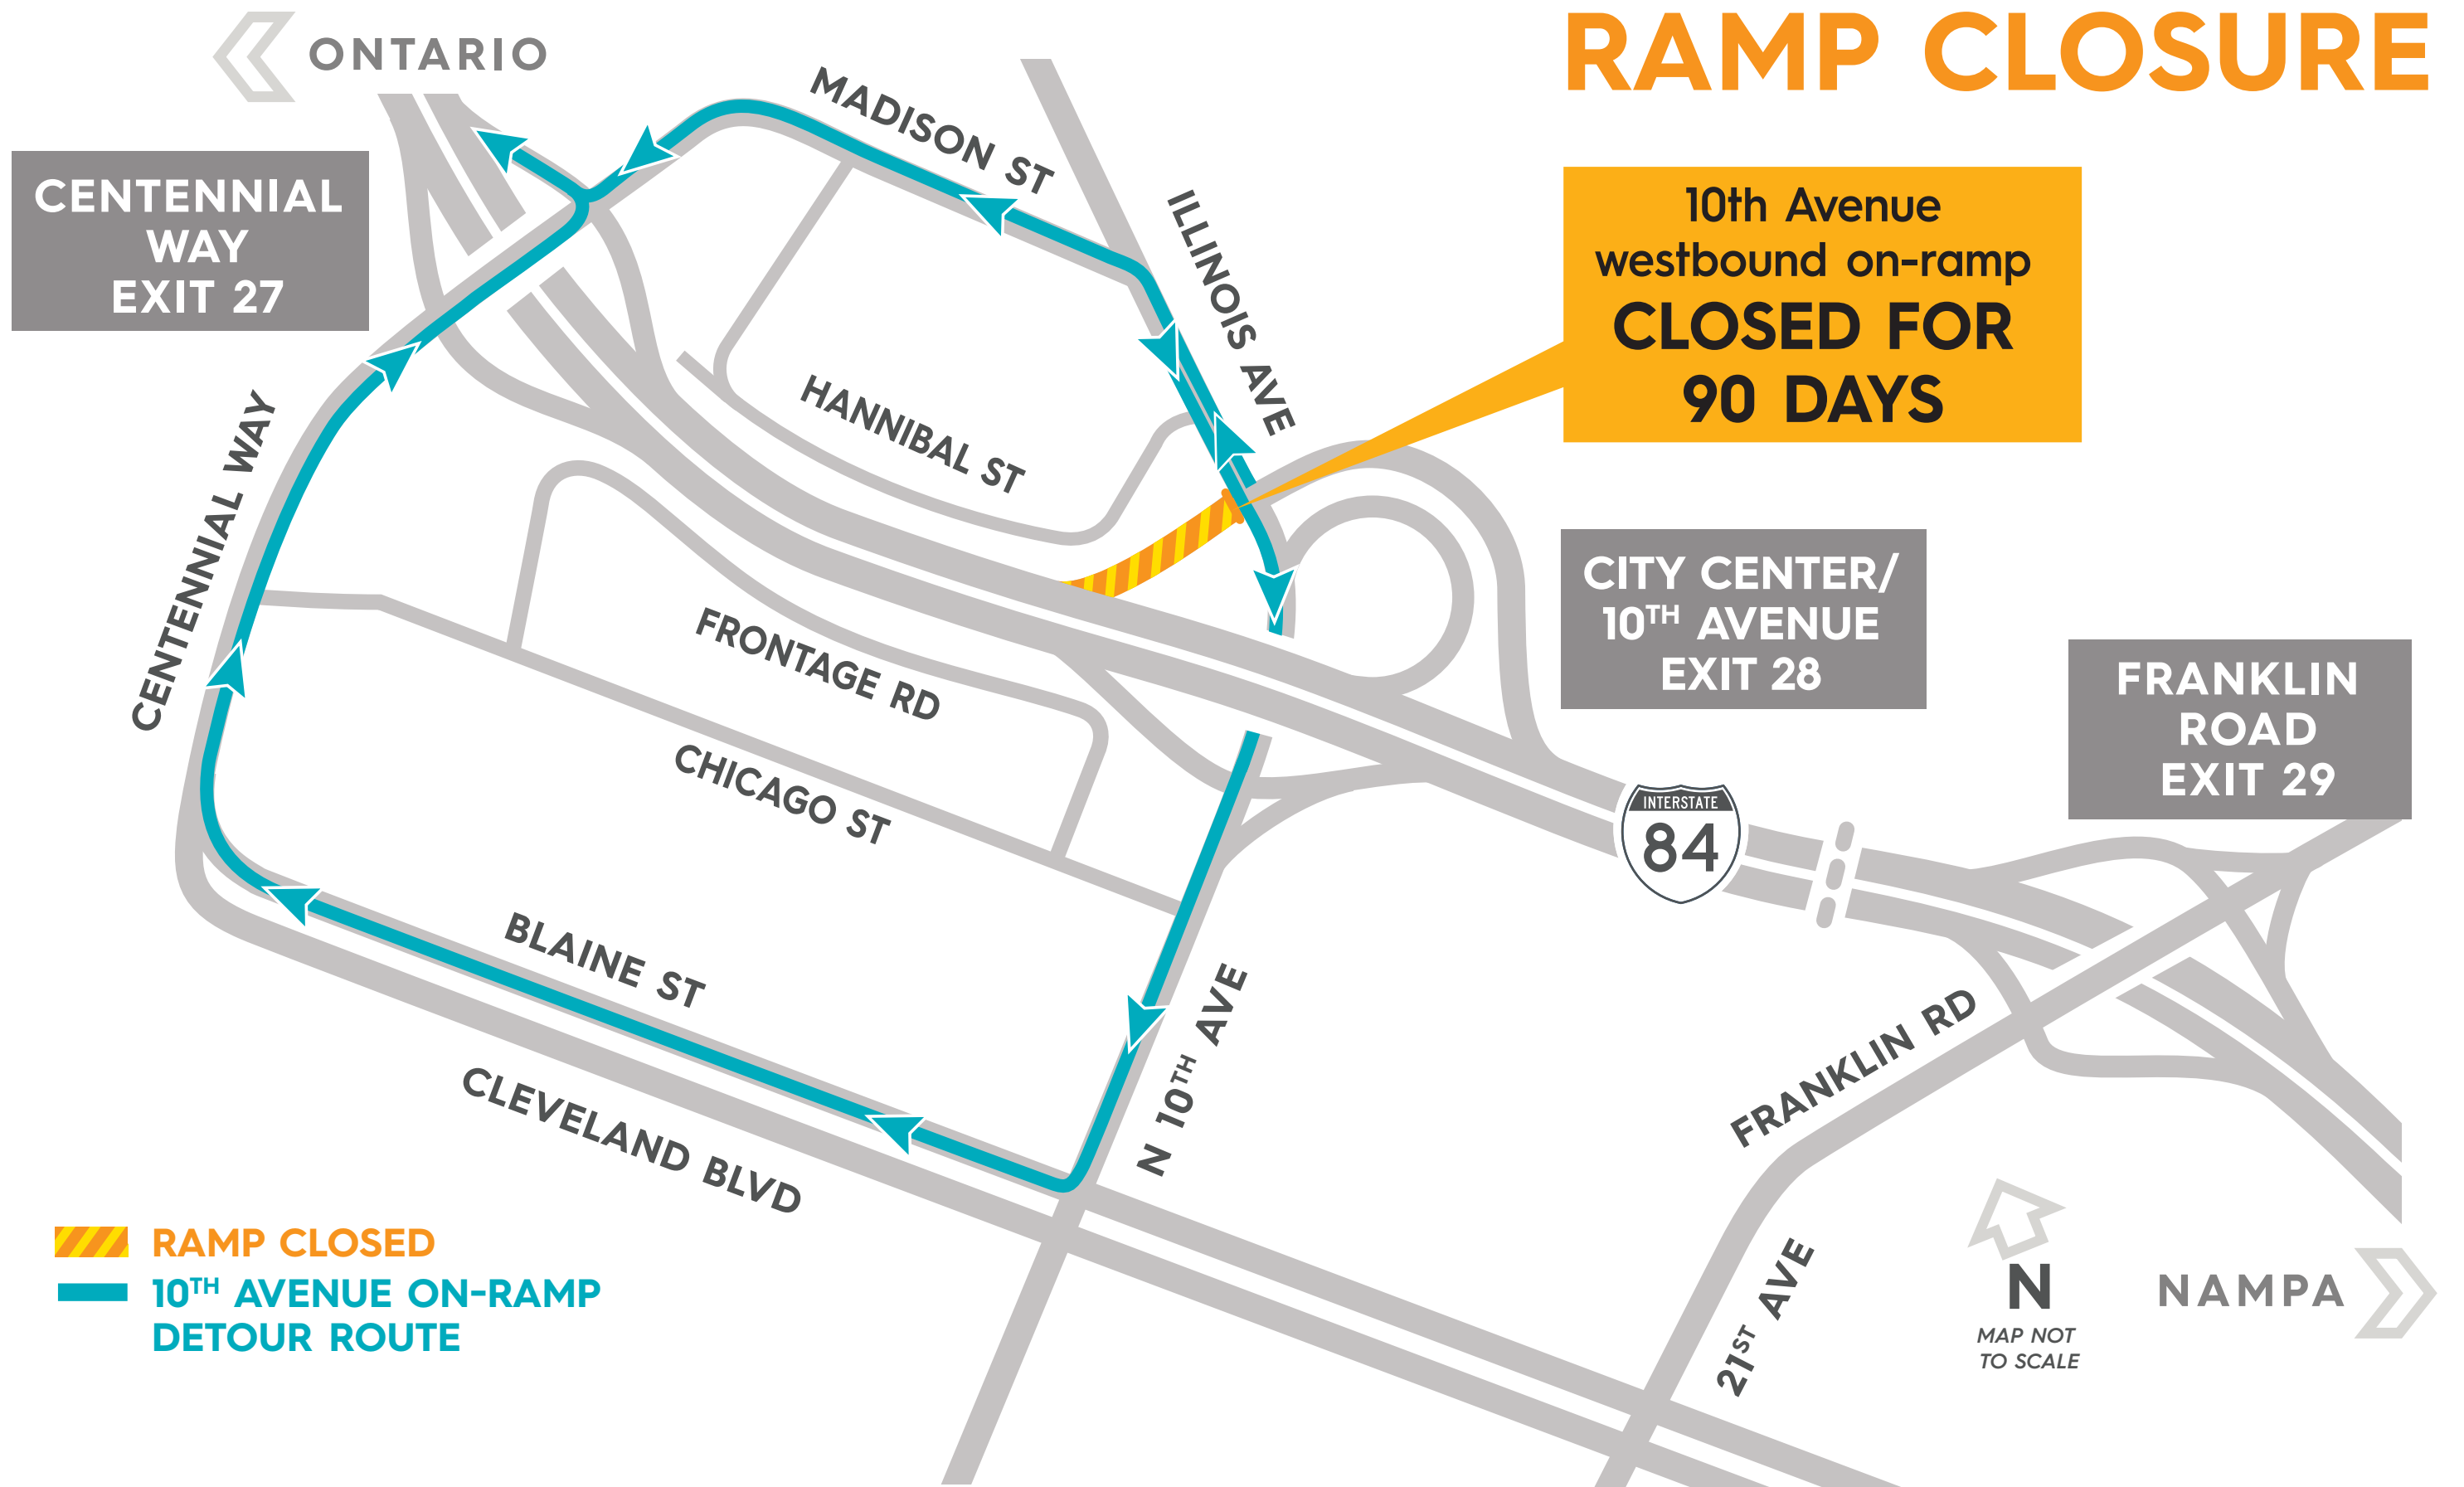 ONTARIO
RAMP CLOSURE
MADISON ST
CENTENNIAL
WAY
EXIT 27
ILLINOIS AVE
10th Avenue
westbound on-ramp
CLOSED FOR
90 DAYS
HANNIBAL ST
CENTENNIAL WAY
CITY CENTER/
10TH AVENUE
EXIT 28
FRONTAGE RD
FRANKLIN
ROAD
EXIT 29
CHICAGO ST
INTERSTATE
84
BLAINE ST
N 10TH AVE
FRANKLIN RD
CLEVELAND BLVD
21ST AVE
RAMP CLOSED
10TH AVENUE ON-RAMP
DETOUR ROUTE
N
MAP NOT
TO SCALE
NAMPA